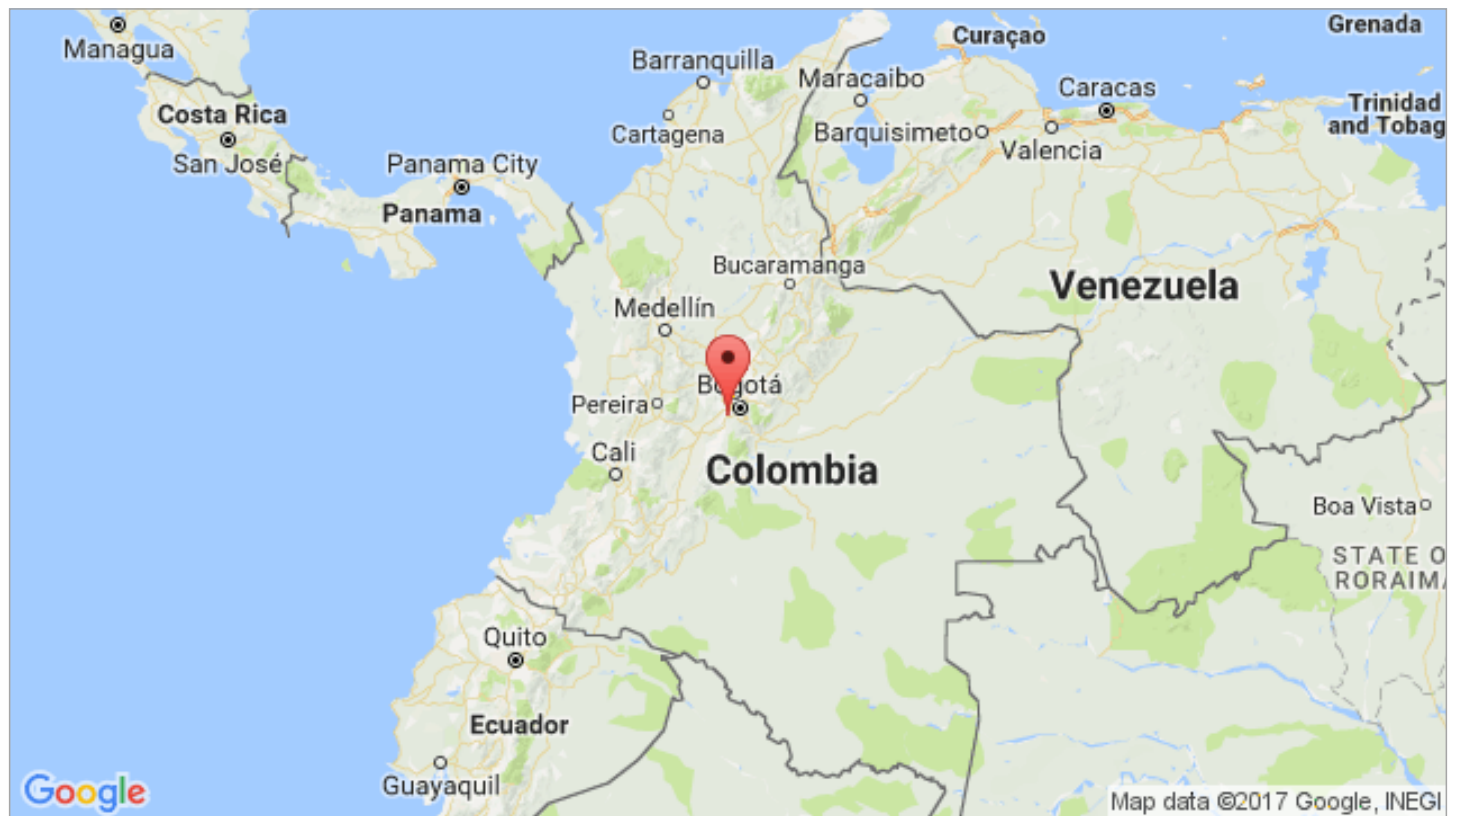 Managua
Costa Rica
San José
Panama City
Panama
Barranquilla
Cartagena
Maracaibo
Curaçao
Grenada
Caracas
Trinidad
and Tobag
Barquisimeto
Valencia
Bucaramanga
Medellín
Venezuela
Bogotá
Pereira
Cali
Colombia
Boa Vista
STATE O
RORAIMA
Quito
Ecuador
Guayaquil
Google
Map data ©2017 Google, INEGI